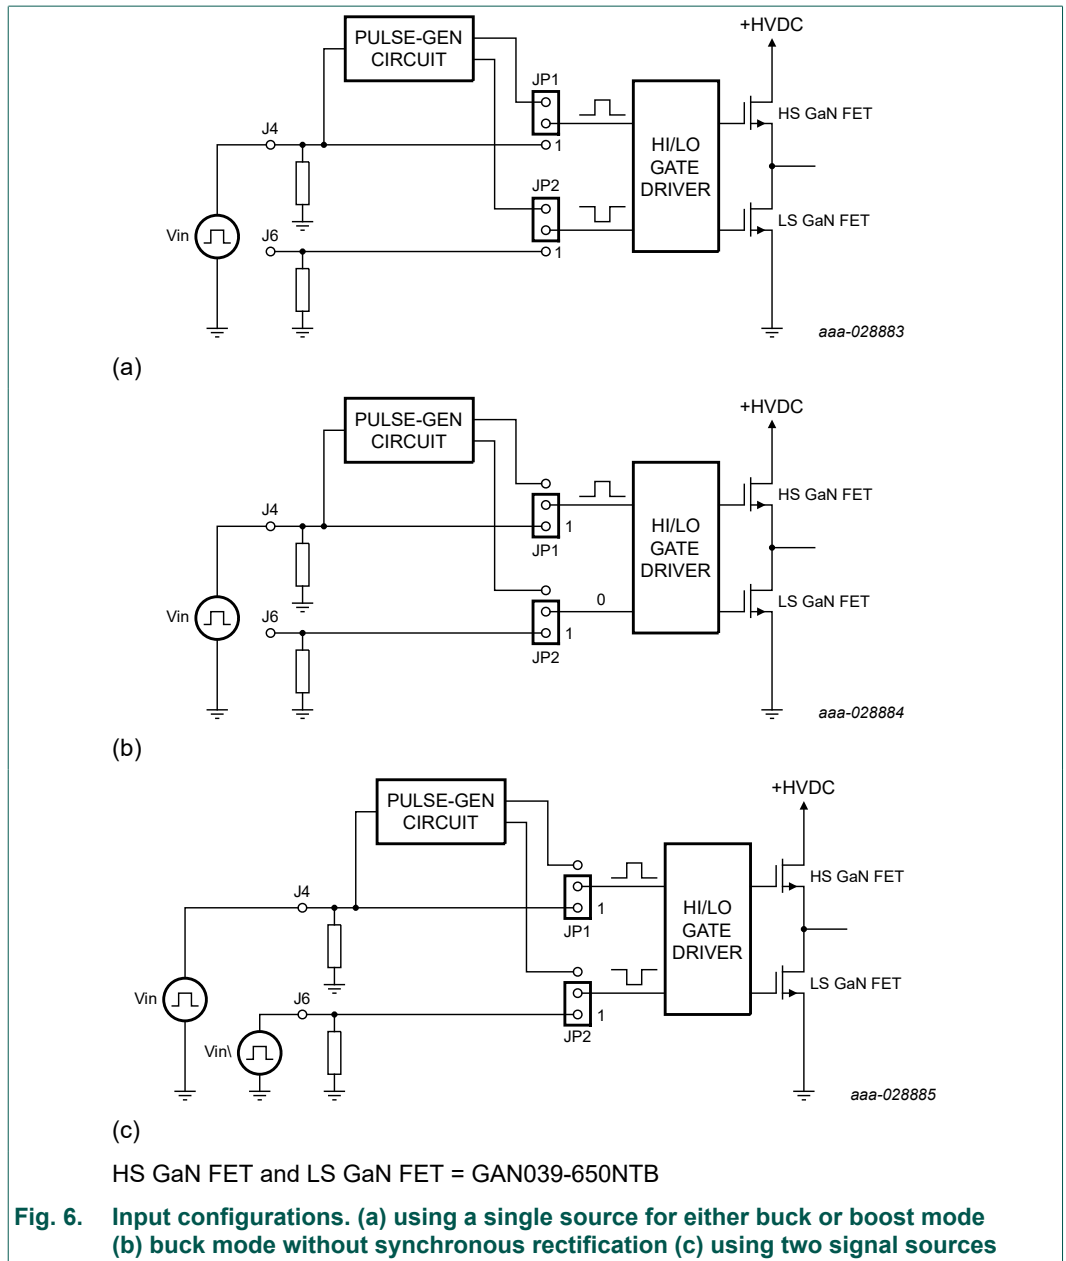 +HVDC
PULSE-GEN
CIRCUIT
JP1
HS GaN FET
J4
1
HI/LO
GATE
DRIVER
JP2
LS GaN FET
Vin
J6
1
aaa-028883
(a)
+HVDC
PULSE-GEN
CIRCUIT
HS GaN FET
J4
1
JP1
HI/LO
GATE
DRIVER
0
LS GaN FET
Vin
J6
1
JP2
aaa-028884
(b)
+HVDC
PULSE-GEN
CIRCUIT
HS GaN FET
J4
1
JP1
HI/LO
GATE
DRIVER
LS GaN FET
Vin
J6
1
JP2
Vin\
aaa-028885
(c)
HS GaN FET and LS GaN FET = GAN039-650NTB
Fig. 6. Input configurations. (a) using a single source for either buck or boost mode
(b) buck mode without synchronous rectification (c) using two signal sources